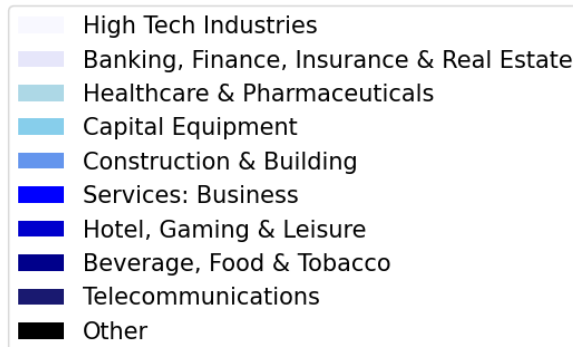 High Tech Industries
Banking, Finance, Insurance & Real Estate
Healthcare & Pharmaceuticals
Capital Equipment
Construction & Building
Services: Business
Hotel, Gaming & Leisure
Beverage, Food & Tobacco
Telecommunications
Other